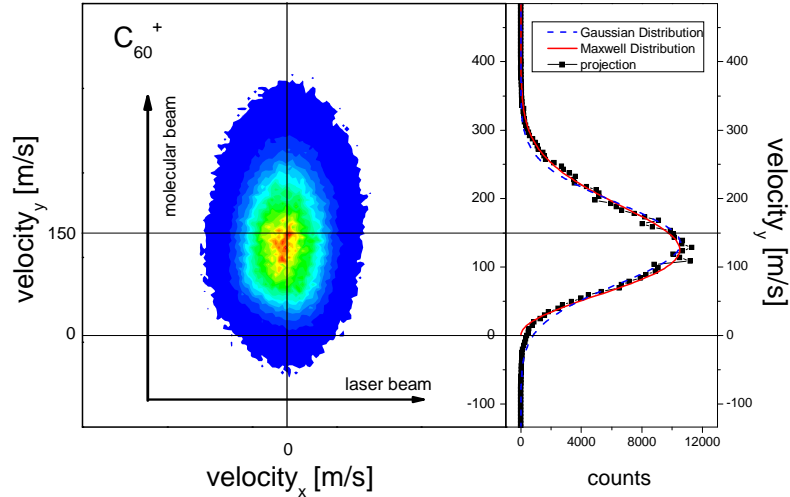 C60+
molecular beam
laser beam
velocityy [m/s]
150
0
0
velocityx [m/s]
Gaussian Distribution
Maxwell Distribution
projection
400
300
200
100
0
-100
400
300
200
100
0
-100
velocityy [m/s]
0
4000
8000
12000
counts